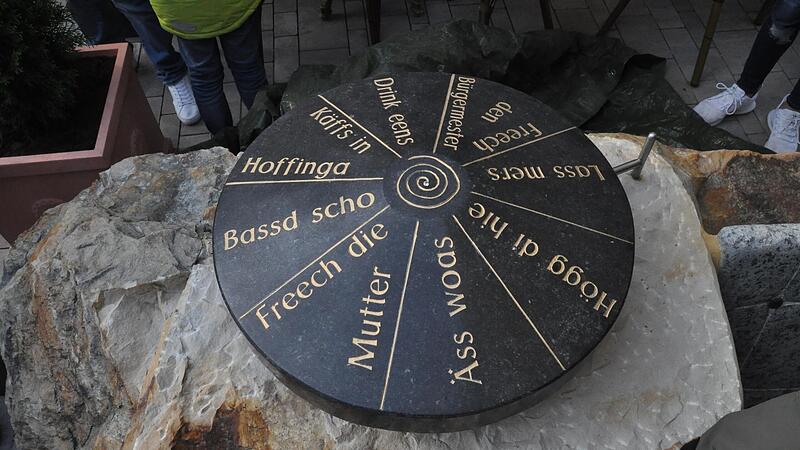 Drink eens
Käffs in
Hoffinga
Bassd scho
Freech die
Mutter
Äss woas
Högg di hie
Lass mers
Freech
den
Bürgermester